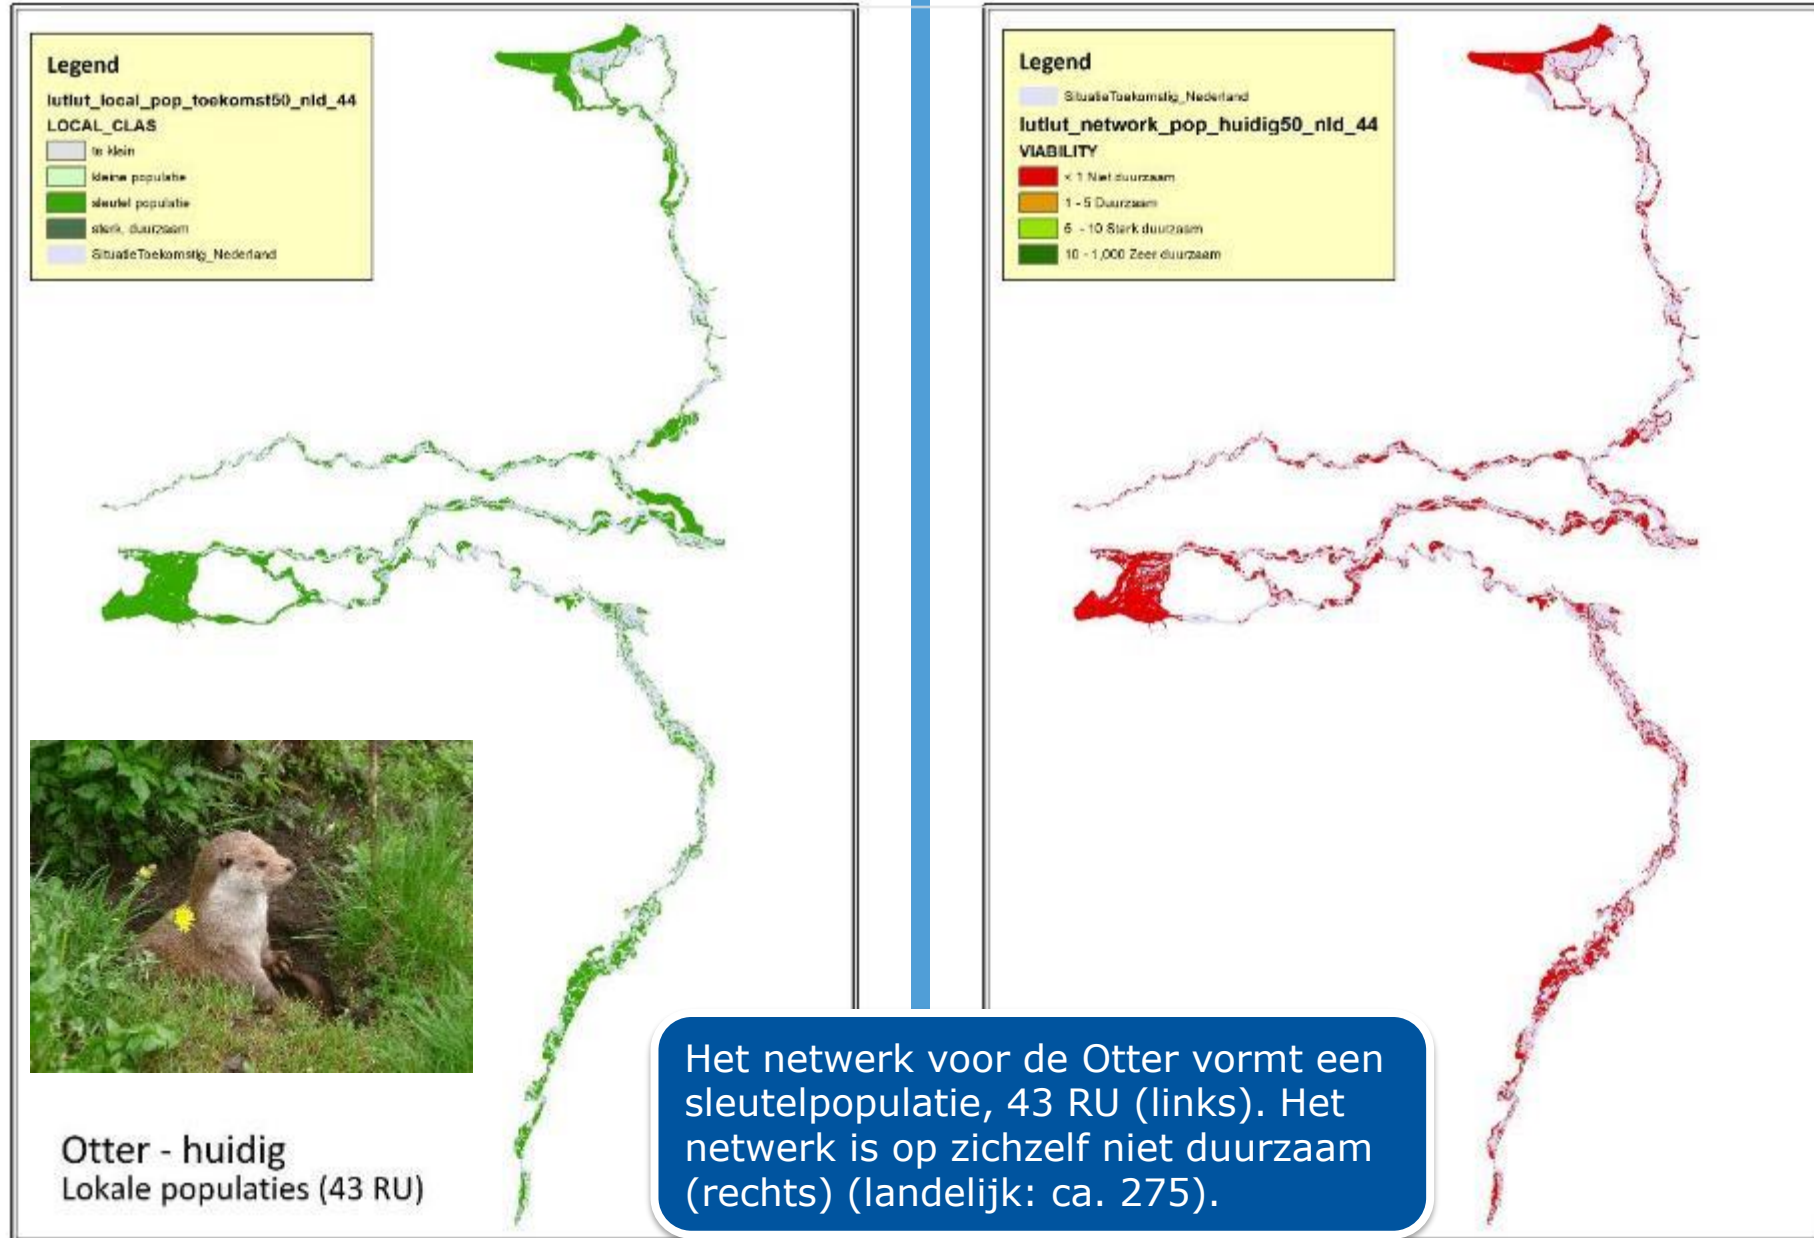 Legend
lutlut_local_pop_toekomst50_nld_44
LOCAL_CLAS
te klein
kleine populatie
sleutel populatie
sterk, duurzaam
SituatieToekomstig_Nederland
Otter - huidig
Lokale populaties (43 RU)
Legend
SituatieToekomstig_Nederland
lutlut_network_pop_huidig50_nld_44
VIABILITY
< 1 Niet duurzaam
1 - 5 Duurzaam
6 - 10 Sterk duurzaam
10 - 1,000 Zeer duurzaam
Het netwerk voor de Otter vormt een
sleutelpopulatie, 43 RU (links). Het
netwerk is op zichzelf niet duurzaam
(rechts) (landelijk: ca. 275).